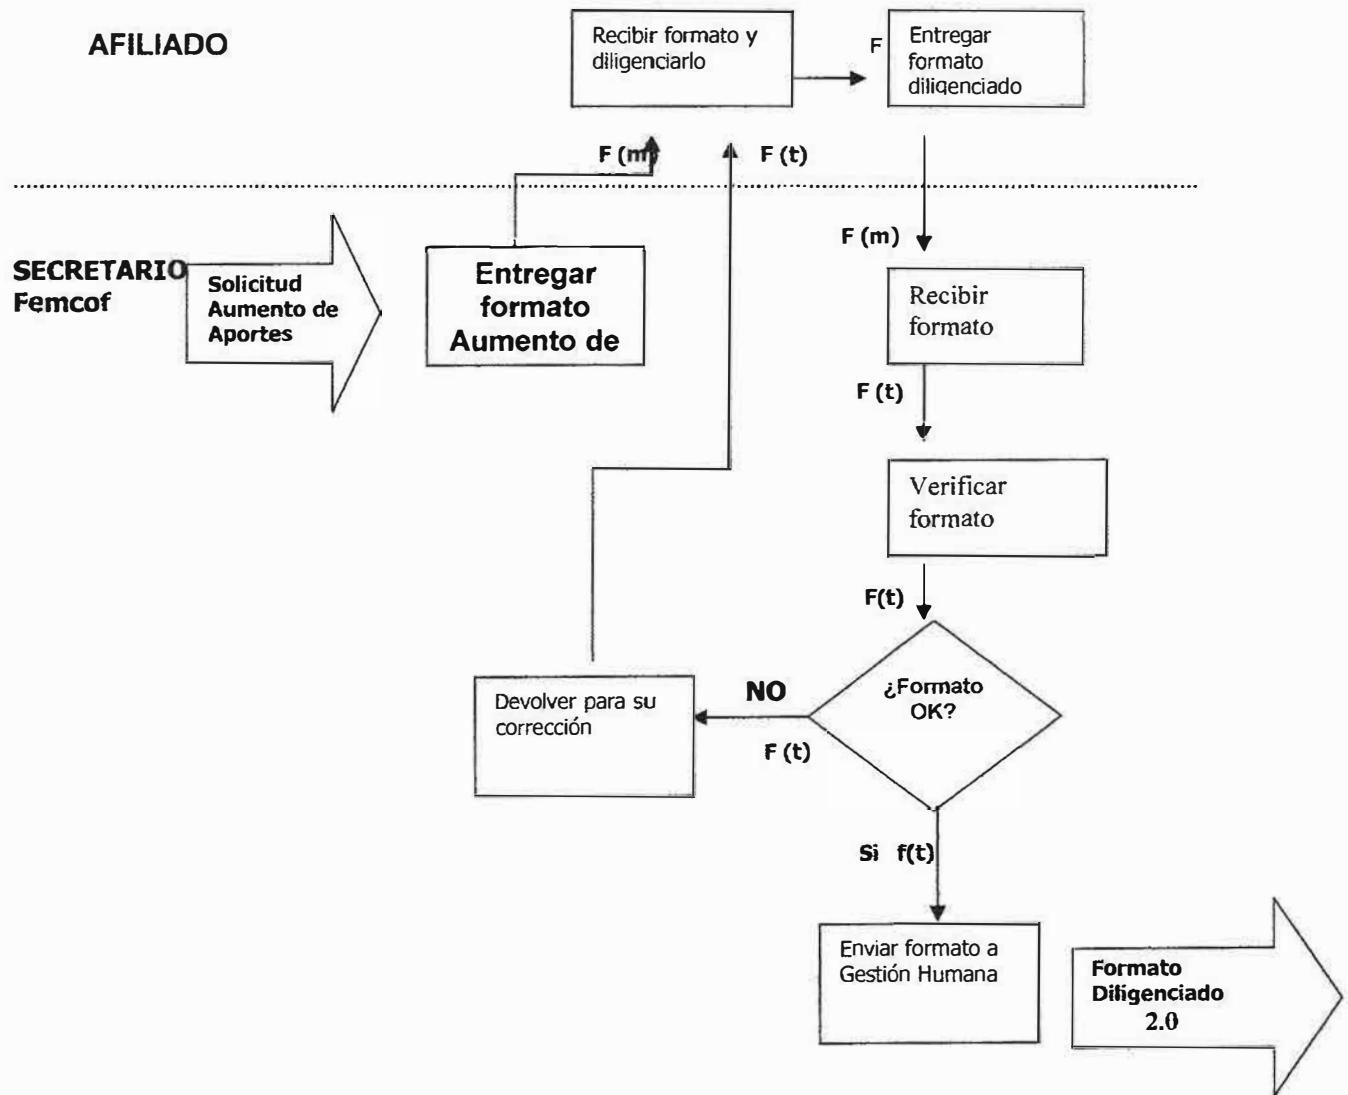 AFILIADO
Recibir formato y
diligenciarlo
F
Entregar
formato
diligenciado
F (m)
F (t)
SECRETARIO
Femcof
Solicitud
Aumento de
Aportes
Entregar
formato
Aumento de
F (m)
Recibir
formato
F (t)
Verificar
formato
F(t)
¿Formato
OK?
NO
F (t)
Devolver para su
corrección
Si f(t)
Enviar formato a
Gestión Humana
Formato
Diligenciado
2.0